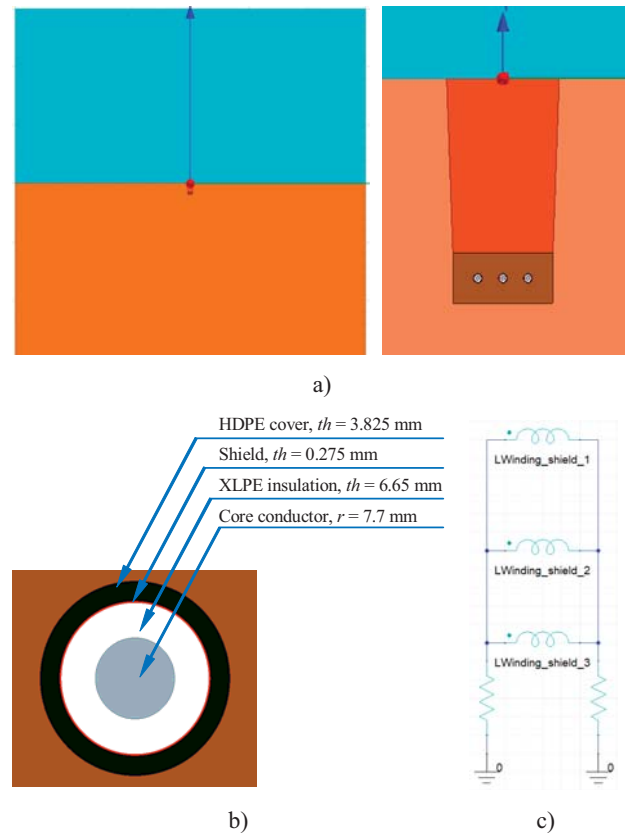 a)
HDPE cover, th = 3.825 mm
Shield, th = 0.275 mm
XLPE insulation, th = 6.65 mm
Core conductor, r = 7.7 mm
LWinding_shield_1
LWinding_shield_2
LWinding_shield_3
0
0
b)
c)